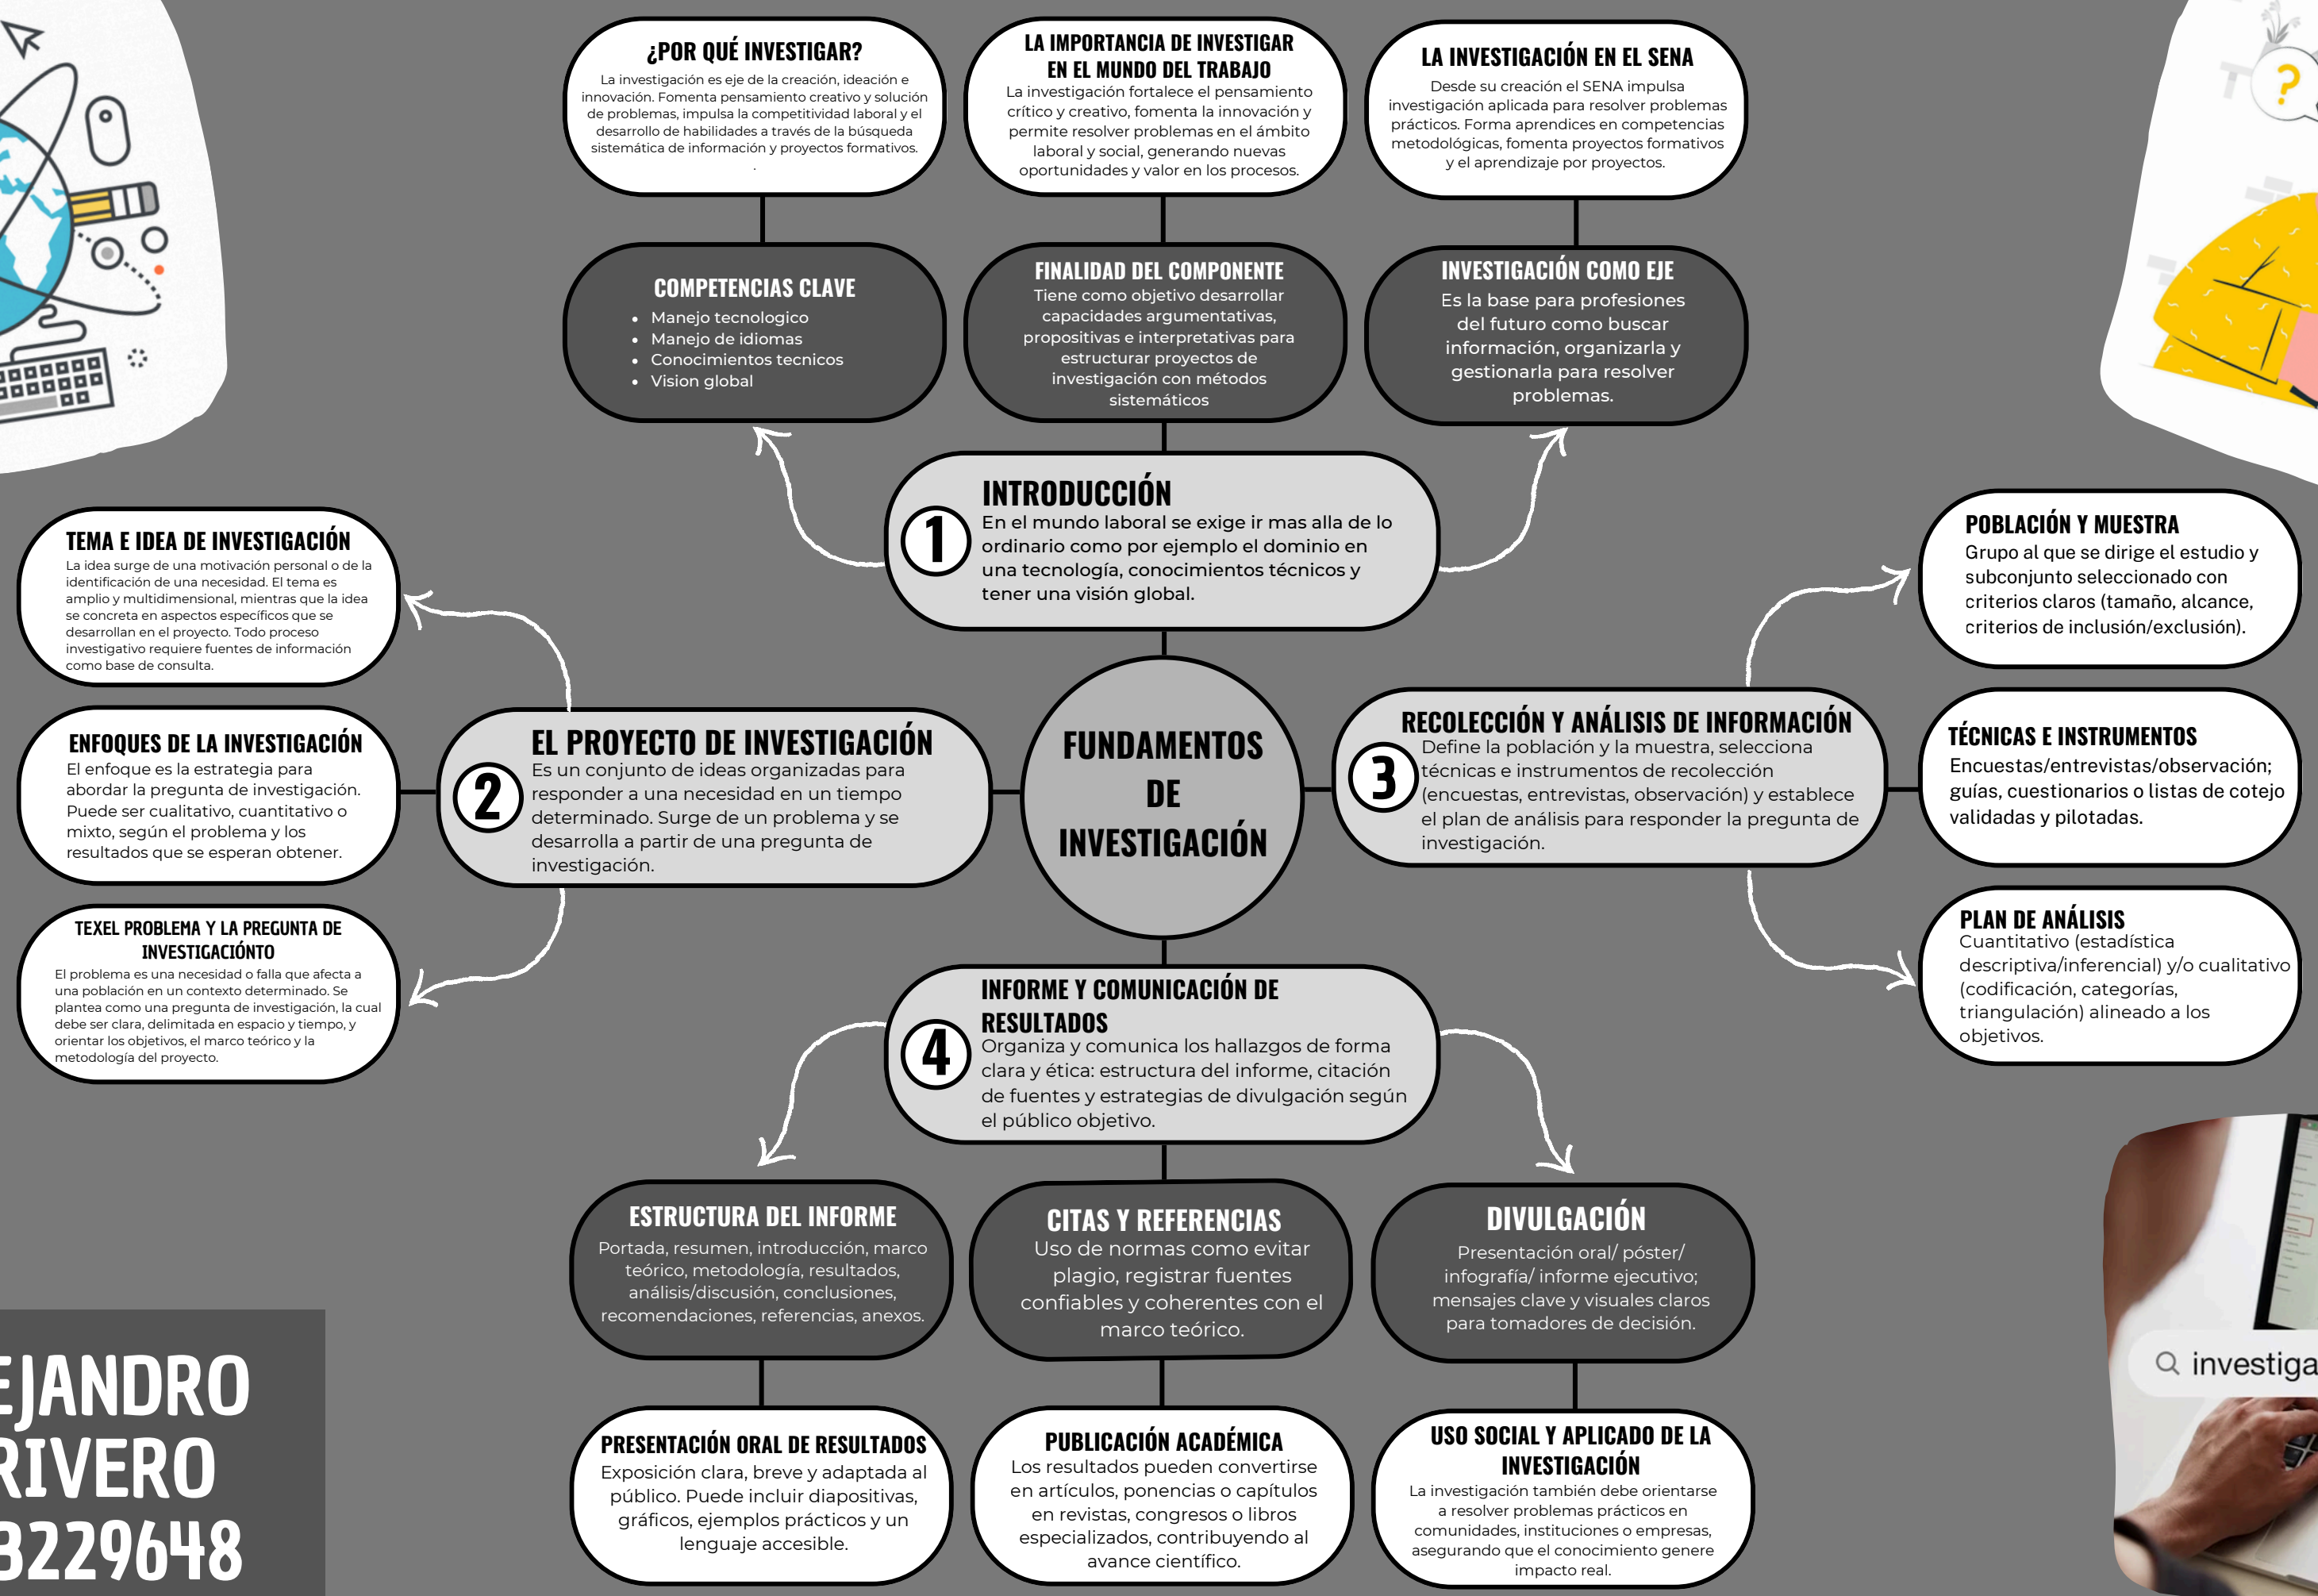 ¿POR QUÉ INVESTIGAR?
La investigación es eje de la creación, ideación e
innovación. Fomenta pensamiento creativo y solución
de problemas, impulsa la competitividad laboral y el
desarrollo de habilidades a través de la búsqueda
sistemática de información y proyectos formativos.
.
LA IMPORTANCIA DE INVESTIGAR
EN EL MUNDO DEL TRABAJO
La investigación fortalece el pensamiento
crítico y creativo, fomenta la innovación y
permite resolver problemas en el ámbito
laboral y social, generando nuevas
oportunidades y valor en los procesos.
LA INVESTIGACIÓN EN EL SENA
Desde su creación el SENA impulsa
investigación aplicada para resolver problemas
prácticos. Forma aprendices en competencias
metodológicas, fomenta proyectos formativos
y el aprendizaje por proyectos.
?
COMPETENCIAS CLAVE
• Manejo tecnologico
• Manejo de idiomas
• Conocimientos tecnicos
• Vision global
FINALIDAD DEL COMPONENTE
Tiene como objetivo desarrollar
capacidades argumentativas,
propositivas e interpretativas para
estructurar proyectos de
investigación con métodos
sistemáticos
INVESTIGACIÓN COMO EJE
Es la base para profesiones
del futuro como buscar
información, organizarla y
gestionarla para resolver
problemas.
1
INTRODUCCIÓN
En el mundo laboral se exige ir mas alla de lo
ordinario como por ejemplo el dominio en
una tecnología, conocimientos técnicos y
tener una visión global.
TEMA E IDEA DE INVESTIGACIÓN
La idea surge de una motivación personal o de la
identificación de una necesidad. El tema es
amplio y multidimensional, mientras que la idea
se concreta en aspectos específicos que se
desarrollan en el proyecto. Todo proceso
investigativo requiere fuentes de información
como base de consulta.
ENFOQUES DE LA INVESTIGACIÓN
El enfoque es la estrategia para
abordar la pregunta de investigación.
Puede ser cualitativo, cuantitativo o
mixto, según el problema y los
resultados que se esperan obtener.
TEXEL PROBLEMA Y LA PREGUNTA DE
INVESTIGACIÓNTO
El problema es una necesidad o falla que afecta a
una población en un contexto determinado. Se
plantea como una pregunta de investigación, la cual
debe ser clara, delimitada en espacio y tiempo, y
orientar los objetivos, el marco teórico y la
metodología del proyecto.
2
EL PROYECTO DE INVESTIGACIÓN
Es un conjunto de ideas organizadas para
responder a una necesidad en un tiempo
determinado. Surge de un problema y se
desarrolla a partir de una pregunta de
investigación.
FUNDAMENTOS
DE
INVESTIGACIÓN
3
RECOLECCIÓN Y ANÁLISIS DE INFORMACIÓN
Define la población y la muestra, selecciona
técnicas e instrumentos de recolección
(encuestas, entrevistas, observación) y establece
el plan de análisis para responder la pregunta de
investigación.
POBLACIÓN Y MUESTRA
Grupo al que se dirige el estudio y
subconjunto seleccionado con
criterios claros (tamaño, alcance,
criterios de inclusión/exclusión).
TÉCNICAS E INSTRUMENTOS
Encuestas/entrevistas/observación;
guías, cuestionarios o listas de cotejo
validadas y pilotadas.
PLAN DE ANÁLISIS
Cuantitativo (estadística
descriptiva/inferencial) y/o cualitativo
(codificación, categorías,
triangulación) alineado a los
objetivos.
4
INFORME Y COMUNICACIÓN DE
RESULTADOS
Organiza y comunica los hallazgos de forma
clara y ética: estructura del informe, citación
de fuentes y estrategias de divulgación según
el público objetivo.
ESTRUCTURA DEL INFORME
Portada, resumen, introducción, marco
teórico, metodología, resultados,
análisis/discusión, conclusiones,
recomendaciones, referencias, anexos.
CITAS Y REFERENCIAS
Uso de normas como evitar
plagio, registrar fuentes
confiables y coherentes con el
marco teórico.
DIVULGACIÓN
Presentación oral/ póster/
infografía/ informe ejecutivo;
mensajes clave y visuales claros
para tomadores de decisión.
PRESENTACIÓN ORAL DE RESULTADOS
Exposición clara, breve y adaptada al
público. Puede incluir diapositivas,
gráficos, ejemplos prácticos y un
lenguaje accesible.
PUBLICACIÓN ACADÉMICA
Los resultados pueden convertirse
en artículos, ponencias o capítulos
en revistas, congresos o libros
especializados, contribuyendo al
avance científico.
USO SOCIAL Y APLICADO DE LA
INVESTIGACIÓN
La investigación también debe orientarse
a resolver problemas prácticos en
comunidades, instituciones o empresas,
asegurando que el conocimiento genere
impacto real.
EJANDRO
RIVERO
3229648
investiga